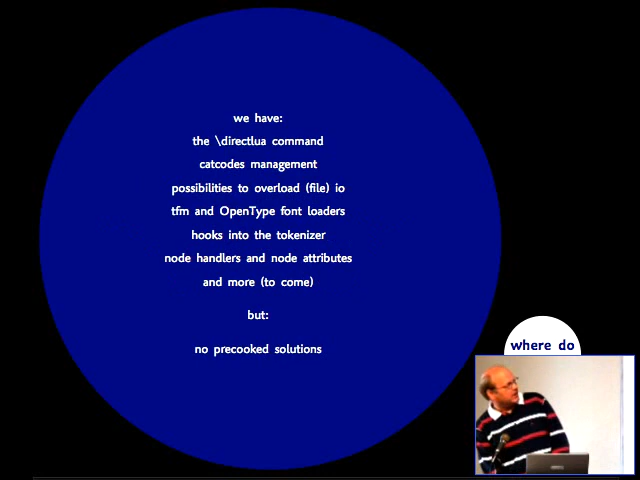 we have:
the \directlua command
catcodes management
possibilities to overload (file) io
tfm and OpenType font loaders
hooks into the tokenizer
node handlers and node attributes
and more (to come)
but:
no precooked solutions
where do